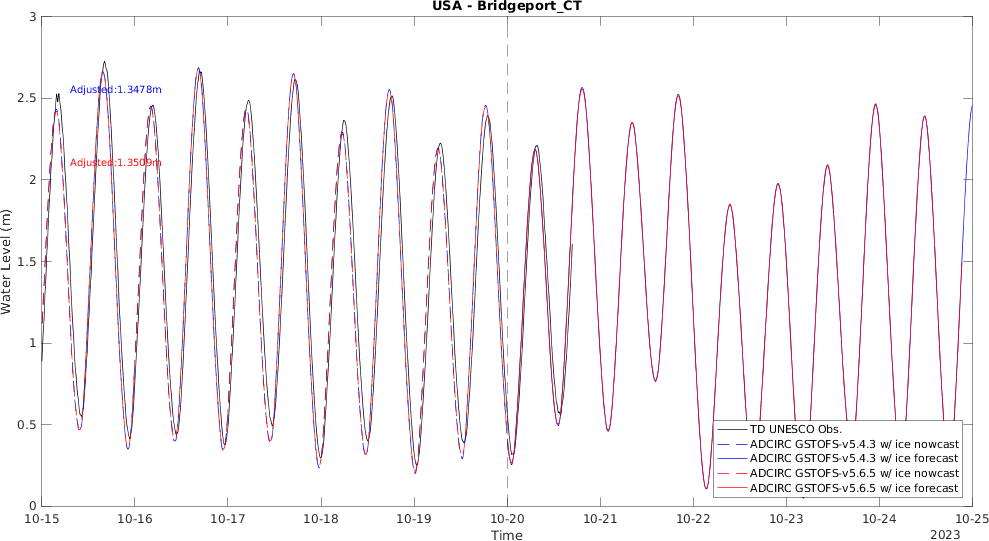 USA - Bridgeport_CT
3
2.5
2
1.5
1
0.5
0
Water Level (m)
Adjusted:1.3478m
Adjusted:1.3509m
TD UNESCO Obs.
ADCIRC GSTOFS-v5.4.3 w/ ice nowcast
ADCIRC GSTOFS-v5.4.3 w/ ice forecast
ADCIRC GSTOFS-v5.6.5 w/ ice nowcast
ADCIRC GSTOFS-v5.6.5 w/ ice forecast
10-15 10-16 10-17 10-18 10-19 10-20 10-21 10-22 10-23 10-24 10-25
Time
2023